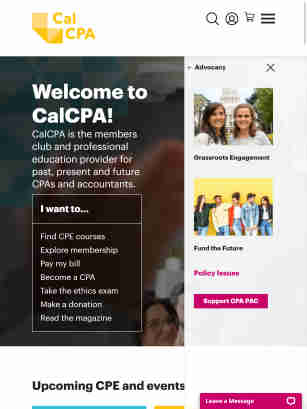 Cal
CPA
Advocacy
Welcome to
CalCPA!
CalCPA is the members
club and professional
education provider for
past, present and future
CPAs and accountants.
I want to...
Find CPE courses
Explore membership
Pay my bill
Become a CPA
Take the ethics exam
Make a donation
Read the magazine
Grassroots Engagement
Fund the Future
Policy Issues
Support CPA PAC
Upcoming CPE and events
Leave a Message